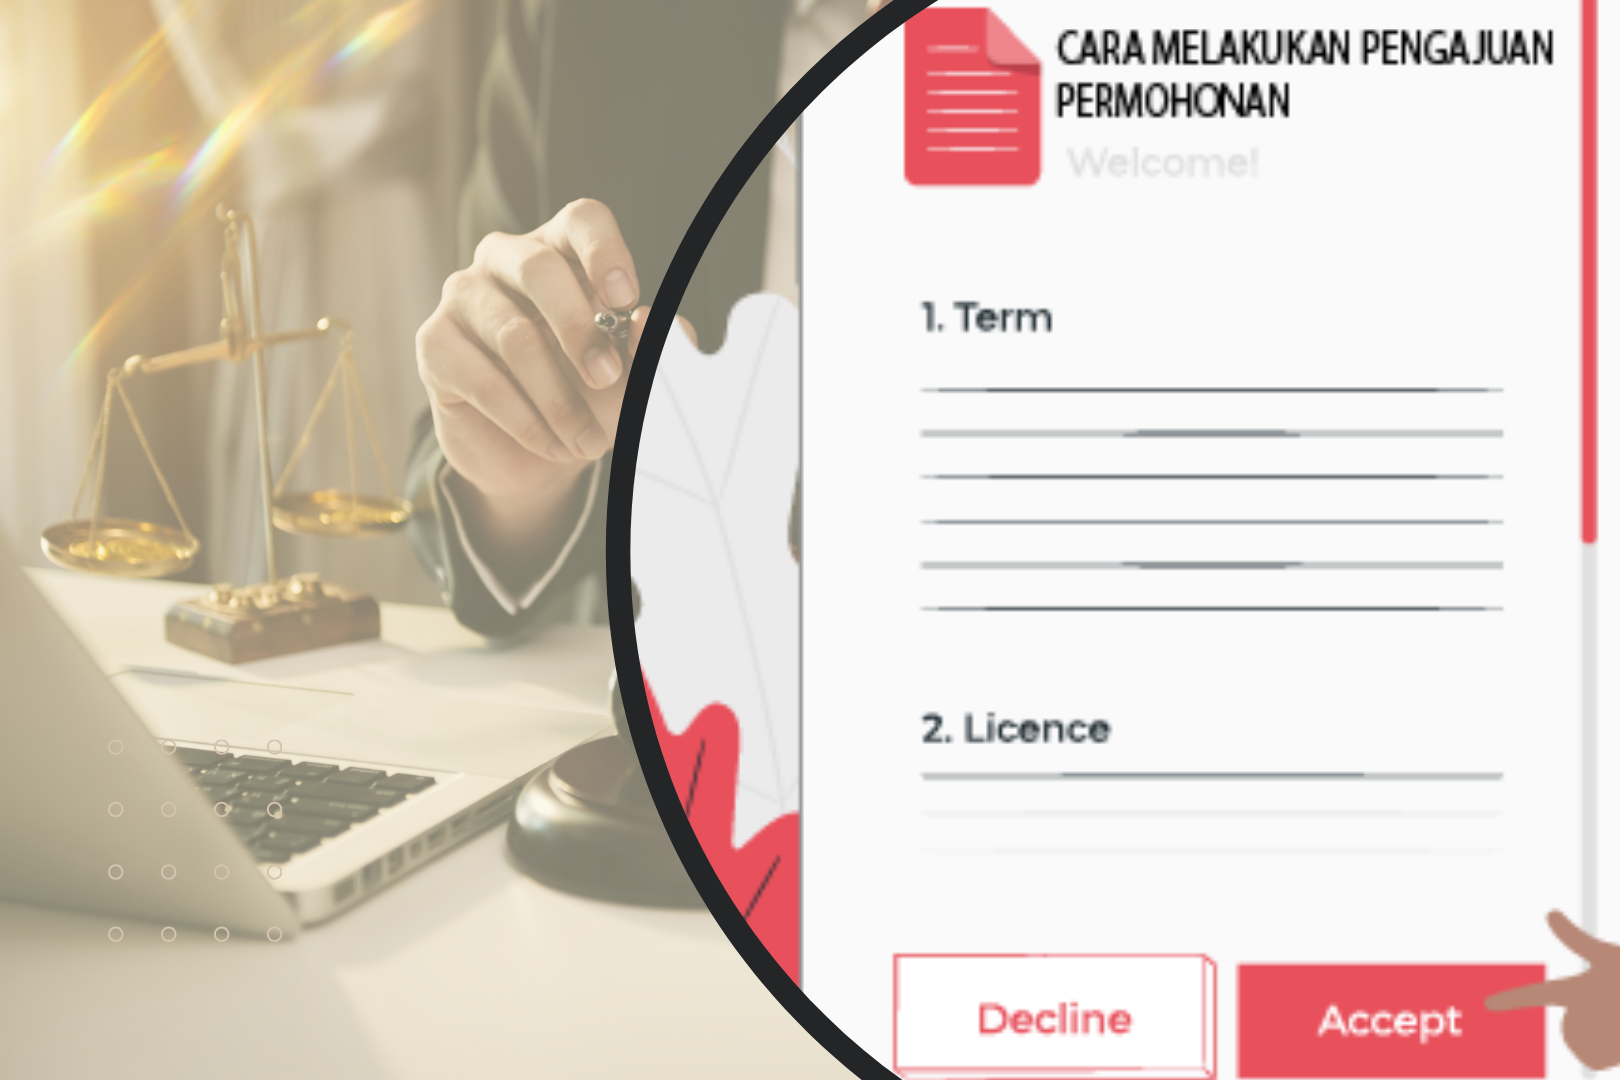 CARA MELAKUKAN PENGAJUAN
PERMOHONAN
Welcome!
1. Term
2. Licence
Decline
Accept